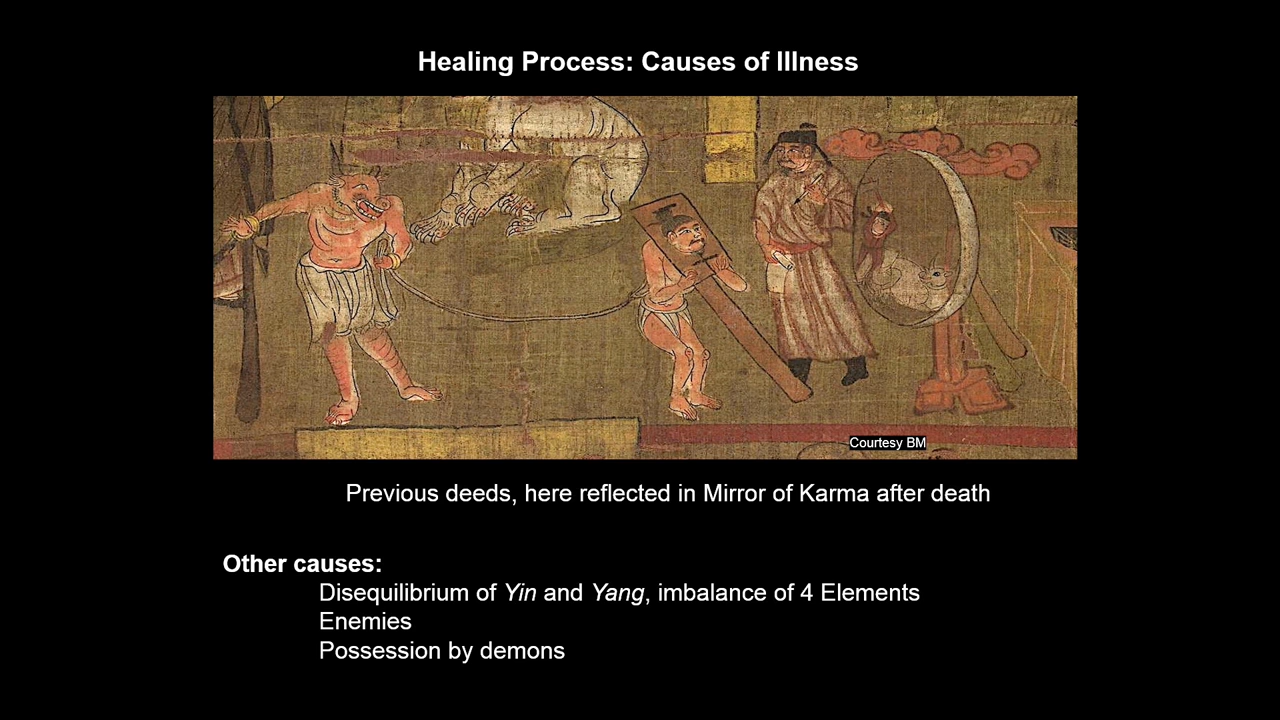 Healing Process: Causes of Illness
Courtesy BM
Previous deeds, here reflected in Mirror of Karma after death
Other causes:
Disequilibrium of Yin and Yang, imbalance of 4 Elements
Enemies
Possession by demons